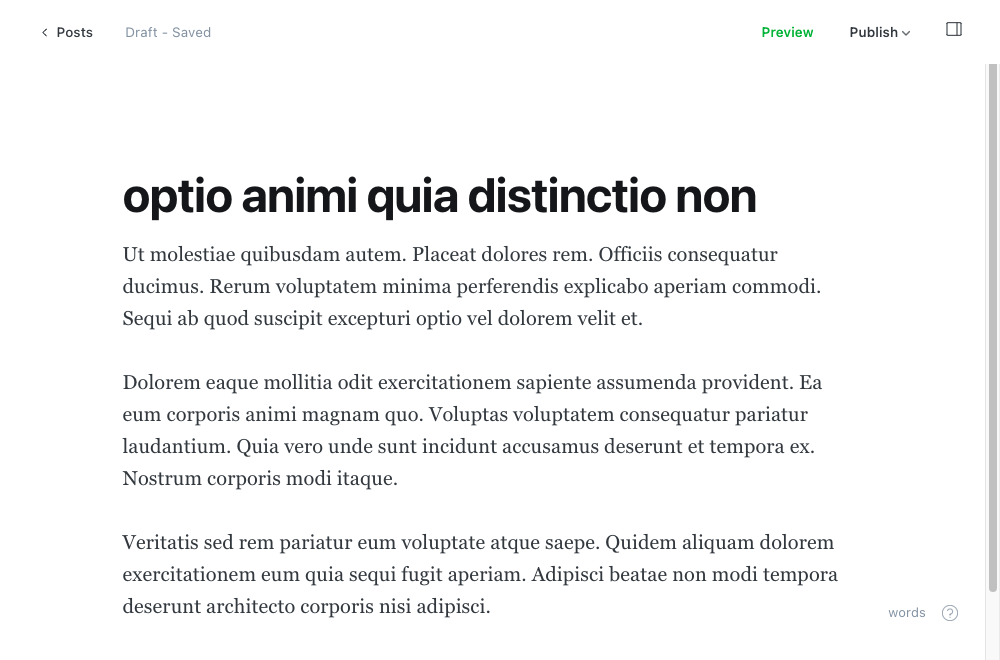 Posts
Draft - Saved
Preview
Publish
optio animi quia distinctio non
Ut molestiae quibusdam autem. Placeat dolores rem. Officiis consequatur
ducimus. Rerum voluptatem minima perferendis explicabo aperiam commodi.
Sequi ab quod suscipit excepturi optio vel dolorem velit et.
Dolorem eaque mollitia odit exercitationem sapiente assumenda provident. Ea
eum corporis animi magnam quo. Voluptas voluptatem consequatur pariatur
laudantium. Quia vero unde sunt incidunt accusamus deserunt et tempora ex.
Nostrum corporis modi itaque.
Veritatis sed rem pariatur eum voluptate atque saepe. Quidem aliquam dolorem
exercitationem eum quia sequi fugit aperiam. Adipisci beatae non modi tempora
deserunt architecto corporis nisi adipisci.
words
?